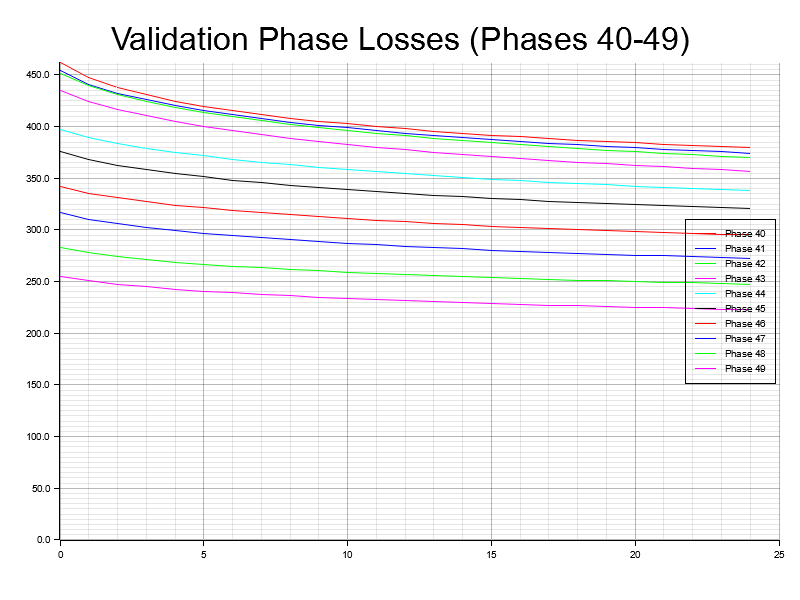 Validation Phase Losses (Phases 40-49)
450.0
400.0
350.0
300.0
250.0
200.0
150.0
100.0
50.0
0.0
0 5 10 15 20 25
Phase 40
Phase 41
Phase 42
Phase 43
Phase 44
Phase 45
Phase 46
Phase 47
Phase 48
Phase 49